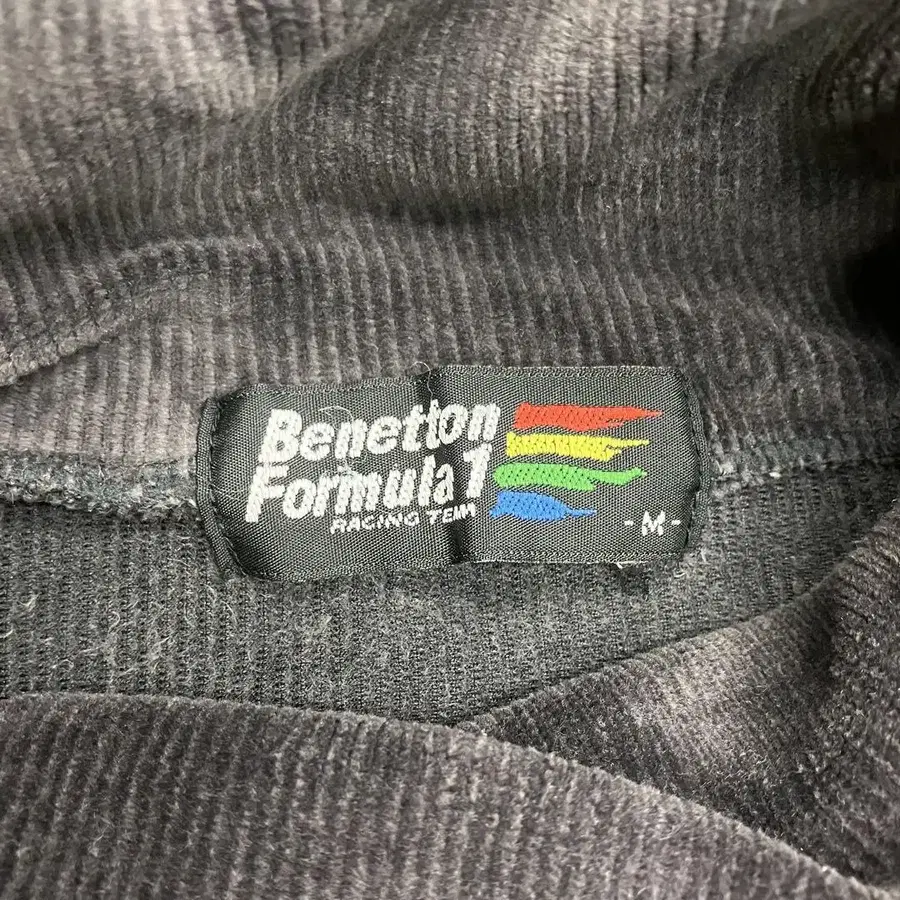 Benetton
Formula 1
RACING TEAM
- M -